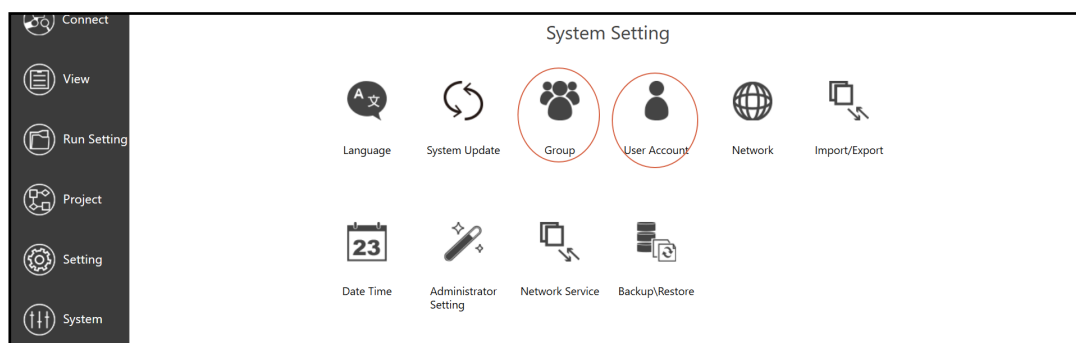 Connect
System Setting
View
A 文
Language
System Update
Group
User Account
Network
Import/Export
Run Setting
Project
23
Setting
Date Time
Administrator
Setting
Network Service
Backup\Restore
System